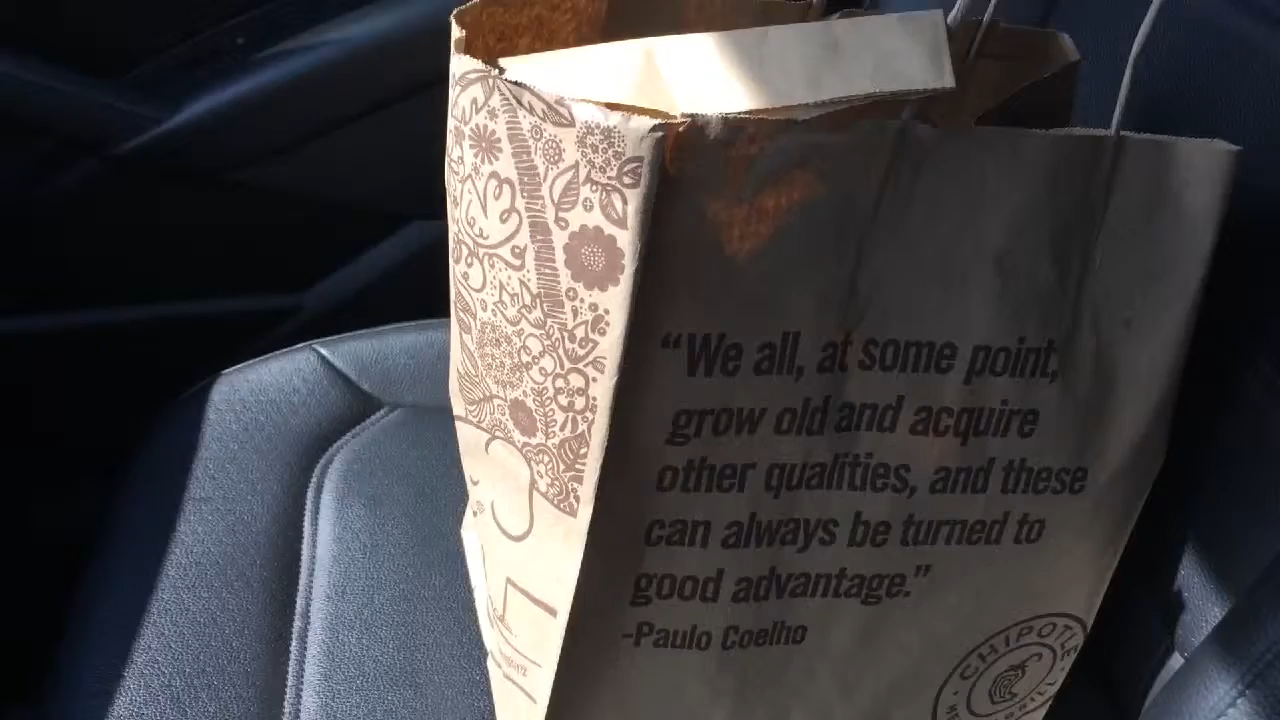 “We all, at some point,
grow old and acquire
other qualities, and these
can always be turned to
good advantage.”
-Paulo Coelho
CHIPOTLE